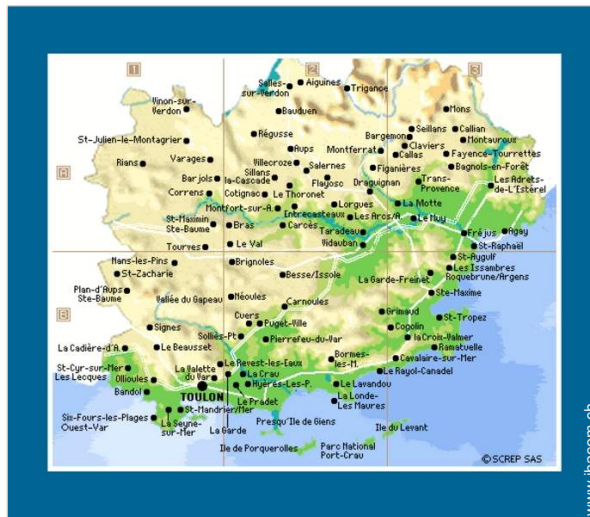 1
2
3
Salles-
sur-Verdon
Aiguines
Trigance
Vinon-sur-
Verdon
Bauduen
Mons
St-Julien-le-Montagrier
Régusse
Bargemon
Seillans
Callian
Aups
Montferrat
Claviers
Montauroux
Rians
Varages
Villecroze
Salernes
Callas
Fayence-Tourrettes
Sillans
la-Cascade
Figanières
Bagnols-en-Forêt
Barjols
Flayosc
Draguignan
Trans-
Provence
Les Adrets-
de-L'Estérel
Correns
Cotignac
Le Thoronet
Montfort-sur-A.
Lorgues
La Motte
St-Maximin
Ste-Baume
Entrecasteaux
Les Arcs/A.
Le Muy
Bras
Carcès
Taradeau
Fréjus
Agay
Tourves
Le Val
Vidauban
St-Raphaël
Nans-les-Pins
Brignoles
St-Aygulf
St-Zacharie
Besse/Issole
Les Issambres
La Garde-Freinet
Roquebrune/Argens
Plan-d'Aups
Ste-Baume
Vallée du Gapeau
Néoules
Carnoules
Ste-Maxime
Cuers
Grimaud
St-Tropez
Signes
Puget-Ville
Cogolin
Solliès-Pt
Pierrefeu-du-Var
la Croix-Valmer
La Cadière-d'A.
Le Beausset
Ramatuelle
Bormes-
les-M.
Cavalaire-sur-Mer
St-Cyr-sur-Mer
Les Lecques
La Valette
du Var
Le Revest-les-Eaux
La Crau
Le Rayol-Canadel
Ollioules
Hyères-Les-P.
Le Lavandou
Bandol
TOULON
Le Pradet
La Londe-
Les Maures
St-Mandrier/Mer
Six-Fours-les-Plages
Ouest-Var
La Seyne-
sur-Mer
La Garde
Presqu'Ile de Giens
Ile du Levant
Ile de Porquerolles
Parc National
Port-Crau
©SCREP SAS